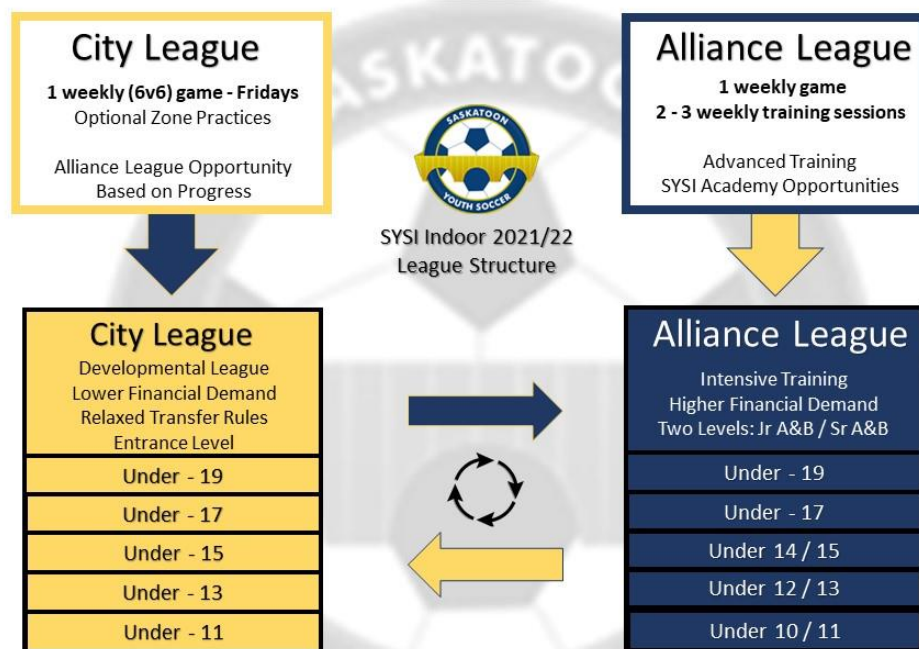 City League
1 weekly (6v6) game - Fridays
Optional Zone Practices
Alliance League Opportunity
Based on Progress
SASKATOON
SASKATOON
YOUTH SOCCER
SYSI Indoor 2021/22
League Structure
Alliance League
1 weekly game
2 - 3 weekly training sessions
Advanced Training
SYSI Academy Opportunities
City League
Developmental League
Lower Financial Demand
Relaxed Transfer Rules
Entrance Level
Under - 19
Under - 17
Under - 15
Under - 13
Under - 11
Alliance League
Intensive Training
Higher Financial Demand
Two Levels: Jr A&B / Sr A&B
Under - 19
Under - 17
Under 14 / 15
Under 12 / 13
Under 10 / 11